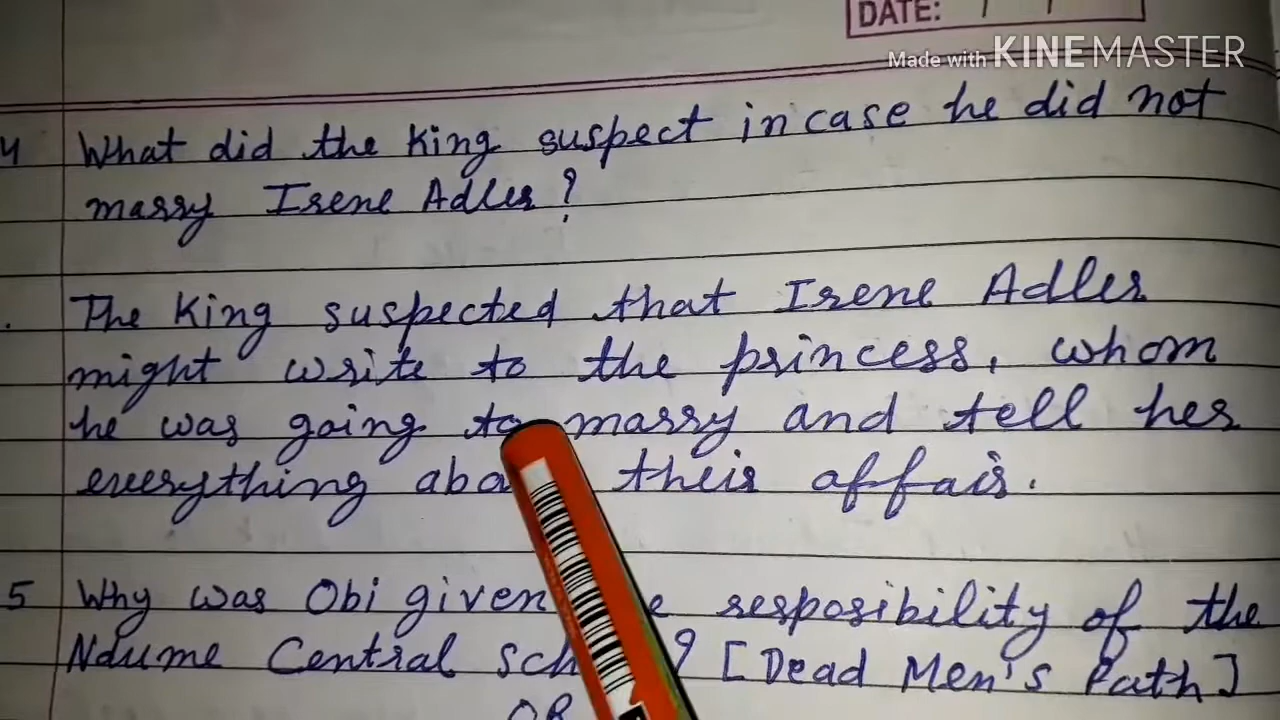 DATE: / /
Made with KINEMASTER
4 What did the King suspect incase he did not
marry Irene Adler?
The King suspected that Irene Adler
might write to the princess, whom
he was going to marry and tell her
everything their affair.
5 Why was Obi given resposibility of the
Ndume Central ? [Dead Men's Path]
OR